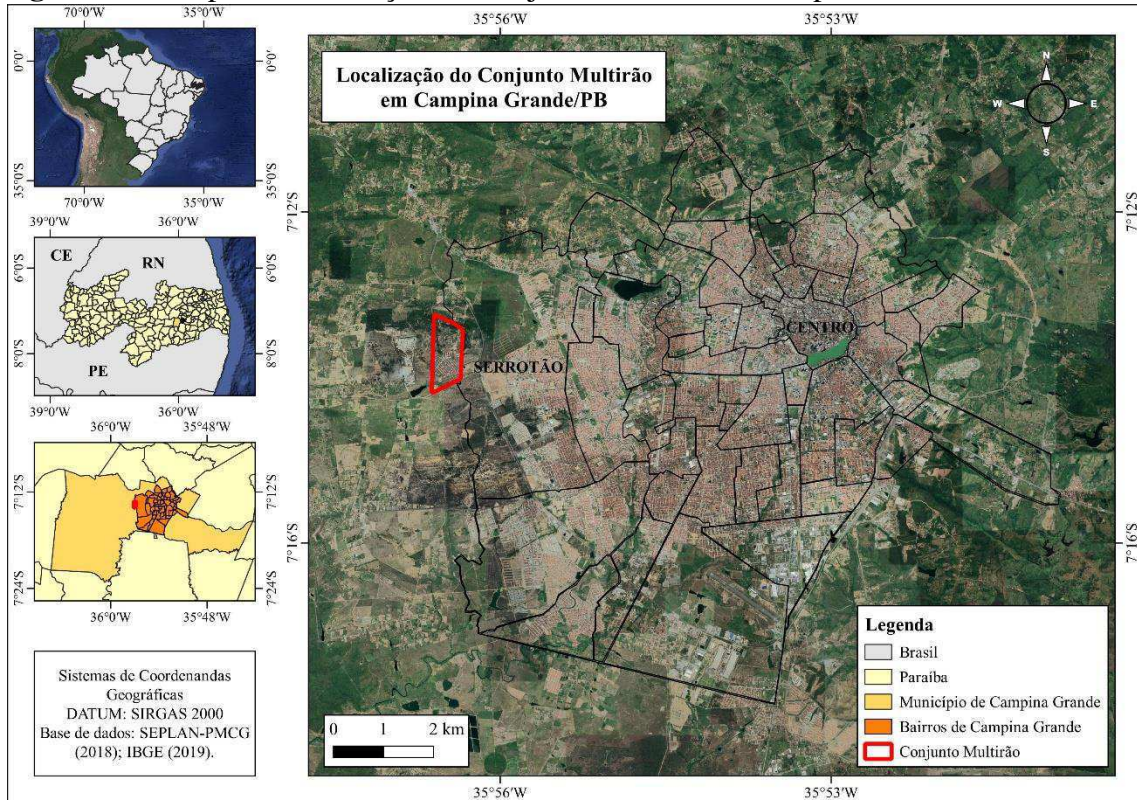 70°0'W 35°0'W
0°0'
0°0'
35°0'S
35°0'S
70°0'W 35°0'W
39°0'W 36°0'W
CE
RN
PE
6°0'S
6°0'S
8°0'S
8°0'S
39°0'W 36°0'W
36°0'W 35°48'W
7°12'S
7°12'S
7°24'S
7°24'S
36°0'W 35°48'W
Sistemas de Coordenandas
Geográficas
DATUM: SIRGAS 2000
Base de dados: SEPLAN-PMCG
(2018); IBGE (2019).
35°56'W 35°53'W
Localização do Conjunto Multirão
em Campina Grande/PB
N
W E
S
7°12'S
7°12'S
CENTRO
SERROTÃO
7°16'S
7°16'S
0 1 2 km
Legenda
Brasil
Paraíba
Município de Campina Grande
Bairros de Campina Grande
Conjunto Multirão
35°56'W 35°53'W